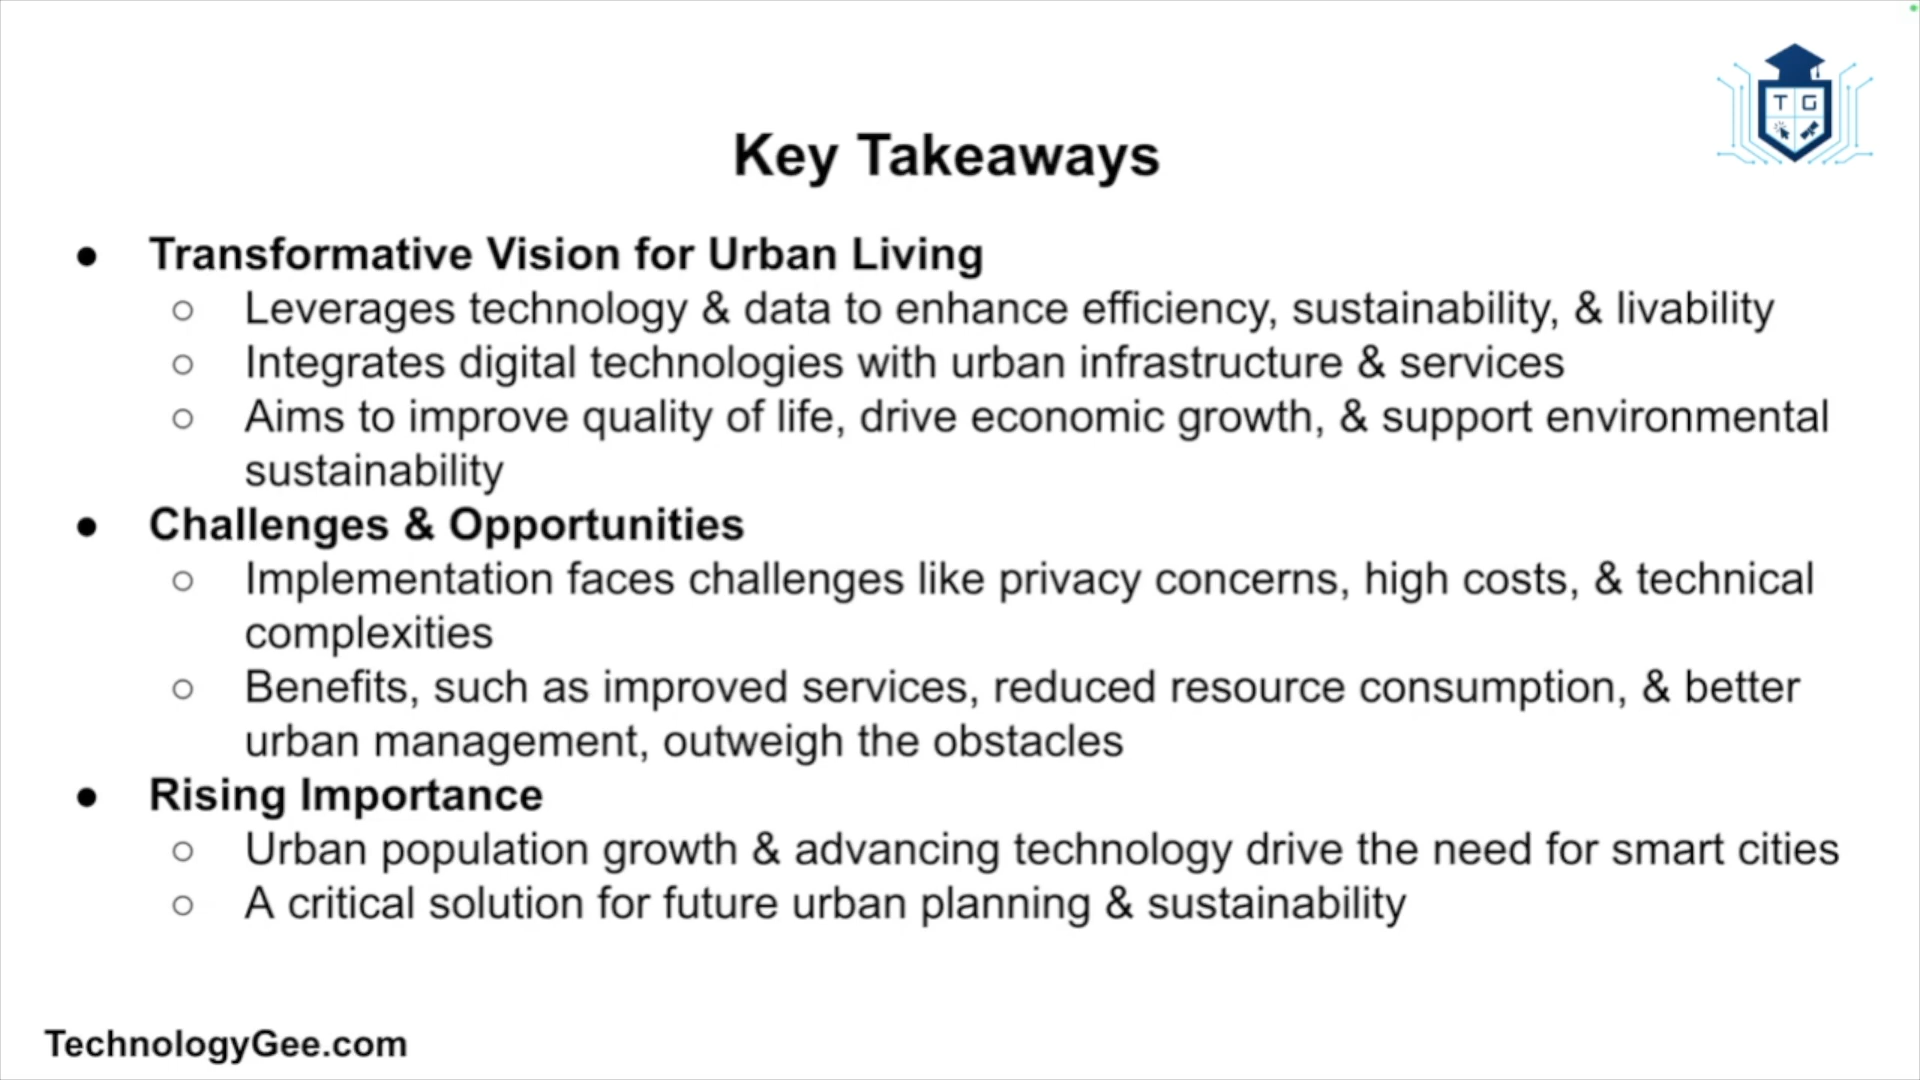 T G
Key Takeaways
● Transformative Vision for Urban Living
○ Leverages technology & data to enhance efficiency, sustainability, & livability
○ Integrates digital technologies with urban infrastructure & services
○ Aims to improve quality of life, drive economic growth, & support environmental
sustainability
● Challenges & Opportunities
○ Implementation faces challenges like privacy concerns, high costs, & technical
complexities
○ Benefits, such as improved services, reduced resource consumption, & better
urban management, outweigh the obstacles
● Rising Importance
○ Urban population growth & advancing technology drive the need for smart cities
○ A critical solution for future urban planning & sustainability
TechnologyGee.com